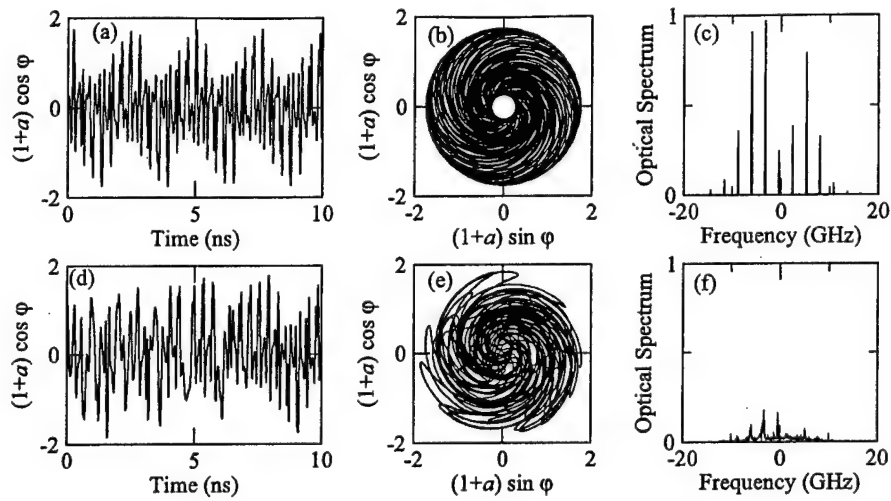 (a)
(1+a) cos φ
2
0
-2
0
5
10
Time (ns)
(b)
(1+a) cos φ
2
0
-2
-2
0
2
(1+a) sin φ
(c)
Optical Spectrum
1
0
-20
0
20
Frequency (GHz)
(d)
(1+a) cos φ
2
0
-2
0
5
10
Time (ns)
(e)
(1+a) cos φ
2
0
-2
-2
0
2
(1+a) sin φ
(f)
Optical Spectrum
1
0
-20
0
20
Frequency (GHz)